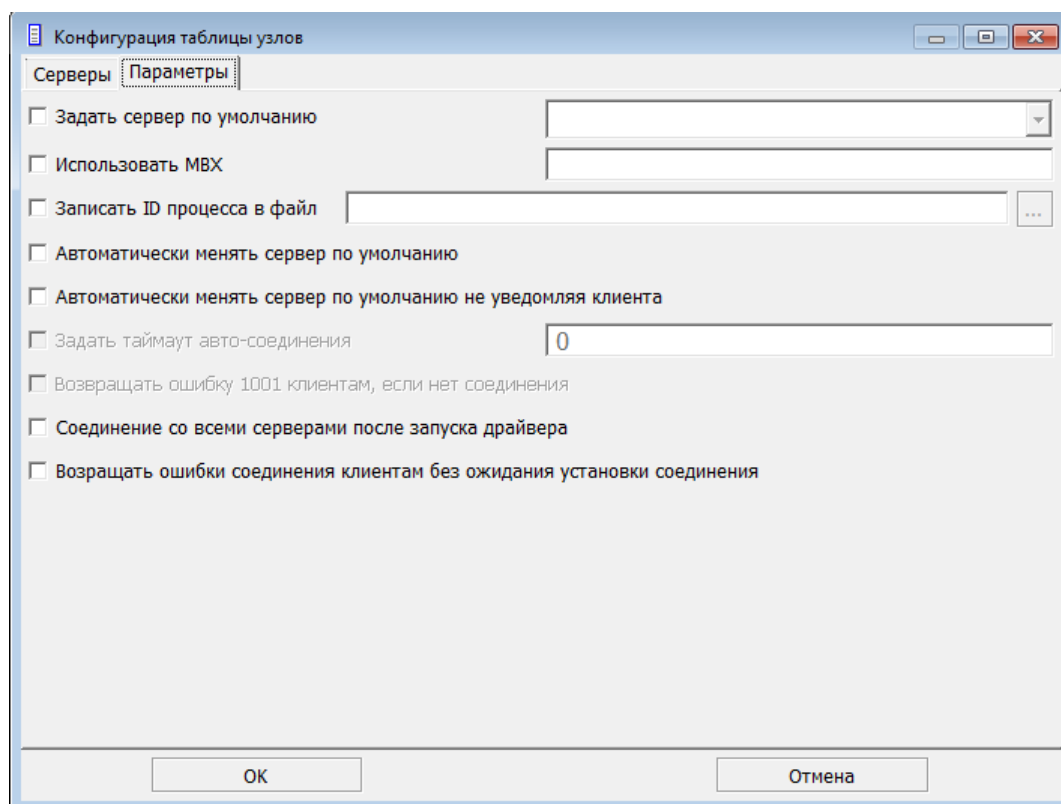 Конфигурация таблицы узлов
Серверы Параметры
Задать сервер по умолчанию
Использовать MBX
Записать ID процесса в файл ...
Автоматически менять сервер по умолчанию
Автоматически менять сервер по умолчанию не уведомляя клиента
Задать таймаут авто-соединения 0
Возвращать ошибку 1001 клиентам, если нет соединения
Соединение со всеми серверами после запуска драйвера
Возращать ошибки соединения клиентам без ожидания установки соединения
OK Отмена